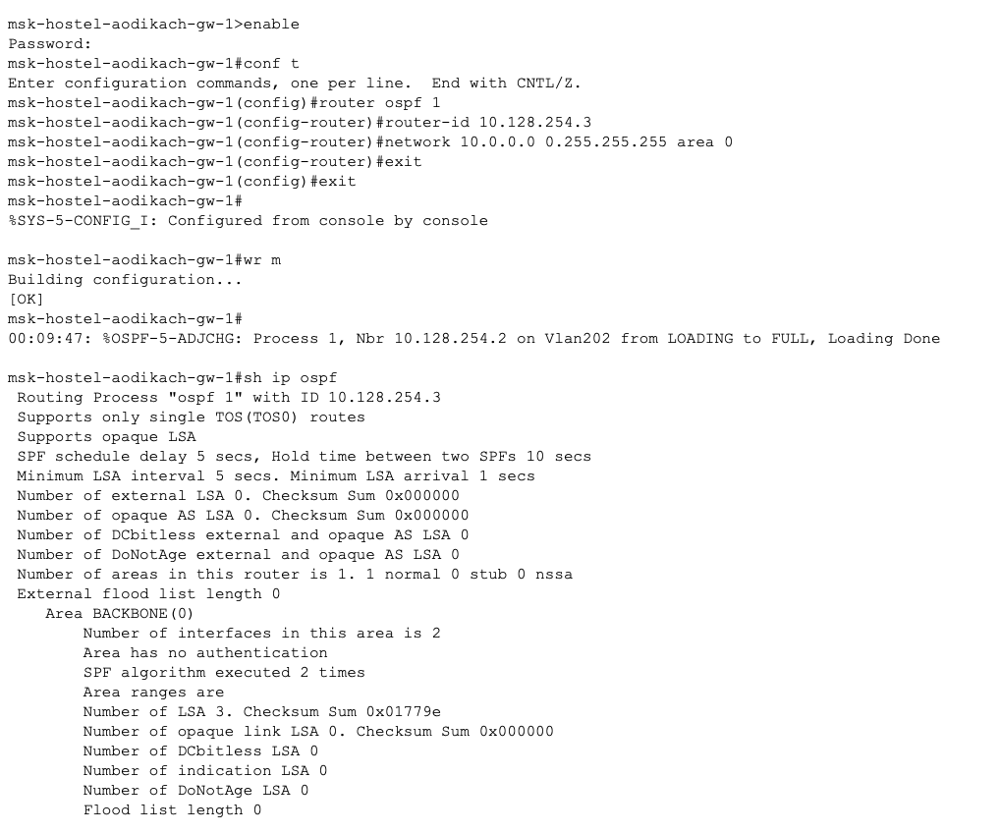 msk-hostel-aodikach-gw-1>enable
Password:
msk-hostel-aodikach-gw-1#conf t
Enter configuration commands, one per line.  End with CNTL/Z.
msk-hostel-aodikach-gw-1(config)#router ospf 1
msk-hostel-aodikach-gw-1(config-router)#router-id 10.128.254.3
msk-hostel-aodikach-gw-1(config-router)#network 10.0.0.0 0.255.255.255 area 0
msk-hostel-aodikach-gw-1(config-router)#exit
msk-hostel-aodikach-gw-1(config)#exit
msk-hostel-aodikach-gw-1#
%SYS-5-CONFIG_I: Configured from console by console

msk-hostel-aodikach-gw-1#wr m
Building configuration...
[OK]
msk-hostel-aodikach-gw-1#
00:09:47: %OSPF-5-ADJCHG: Process 1, Nbr 10.128.254.2 on Vlan202 from LOADING to FULL, Loading Done

msk-hostel-aodikach-gw-1#sh ip ospf
 Routing Process "ospf 1" with ID 10.128.254.3
 Supports only single TOS(TOS0) routes
 Supports opaque LSA
 SPF schedule delay 5 secs, Hold time between two SPFs 10 secs
 Minimum LSA interval 5 secs. Minimum LSA arrival 1 secs
 Number of external LSA 0. Checksum Sum 0x000000
 Number of opaque AS LSA 0. Checksum Sum 0x000000
 Number of DCbitless external and opaque AS LSA 0
 Number of DoNotAge external and opaque AS LSA 0
 Number of areas in this router is 1. 1 normal 0 stub 0 nssa
 External flood list length 0
    Area BACKBONE(0)
        Number of interfaces in this area is 2
        Area has no authentication
        SPF algorithm executed 2 times
        Area ranges are
        Number of LSA 3. Checksum Sum 0x01779e
        Number of opaque link LSA 0. Checksum Sum 0x000000
        Number of DCbitless LSA 0
        Number of indication LSA 0
        Number of DoNotAge LSA 0
        Flood list length 0